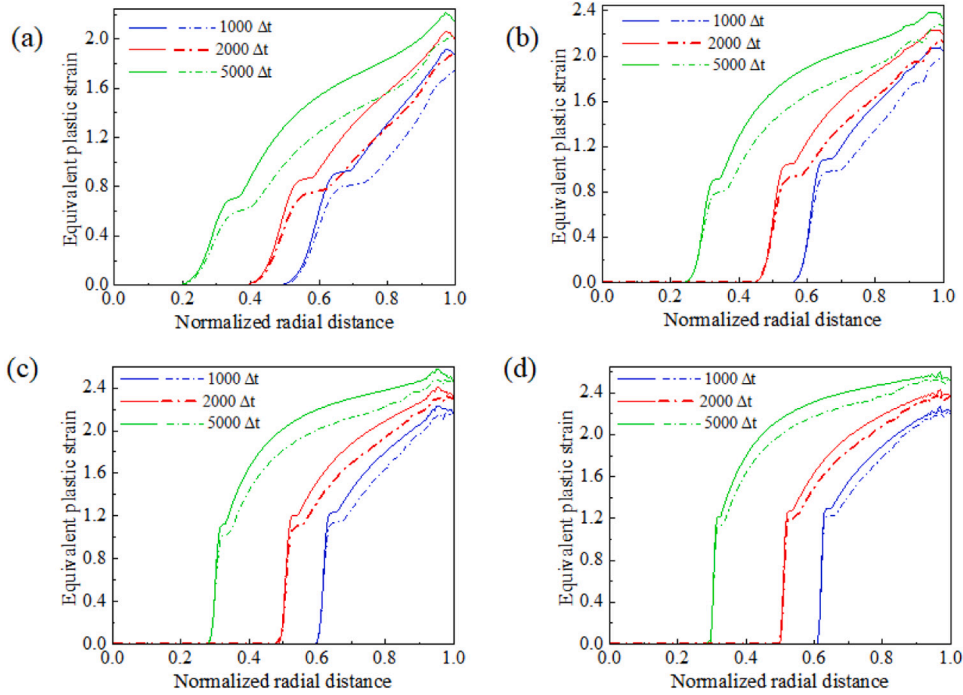 (a)
1000 Δt
2000 Δt
5000 Δt
Equivalent plastic strain
2.0
1.6
1.2
0.8
0.4
0.0
0.0 0.2 0.4 0.6 0.8 1.0
Normalized radial distance
(b)
1000 Δt
2000 Δt
5000 Δt
Equivalent plastic strain
2.4
1.8
1.2
0.6
0.0
0.0 0.2 0.4 0.6 0.8 1.0
Normalized radial distance
(c)
1000 Δt
2000 Δt
5000 Δt
Equivalent plastic strain
2.4
2.0
1.6
1.2
0.8
0.4
0.0
0.0 0.2 0.4 0.6 0.8 1.0
Normalized radial distance
(d)
1000 Δt
2000 Δt
5000 Δt
Equivalent plastic strain
2.4
2.0
1.6
1.2
0.8
0.4
0.0
0.0 0.2 0.4 0.6 0.8 1.0
Normalized radial distance